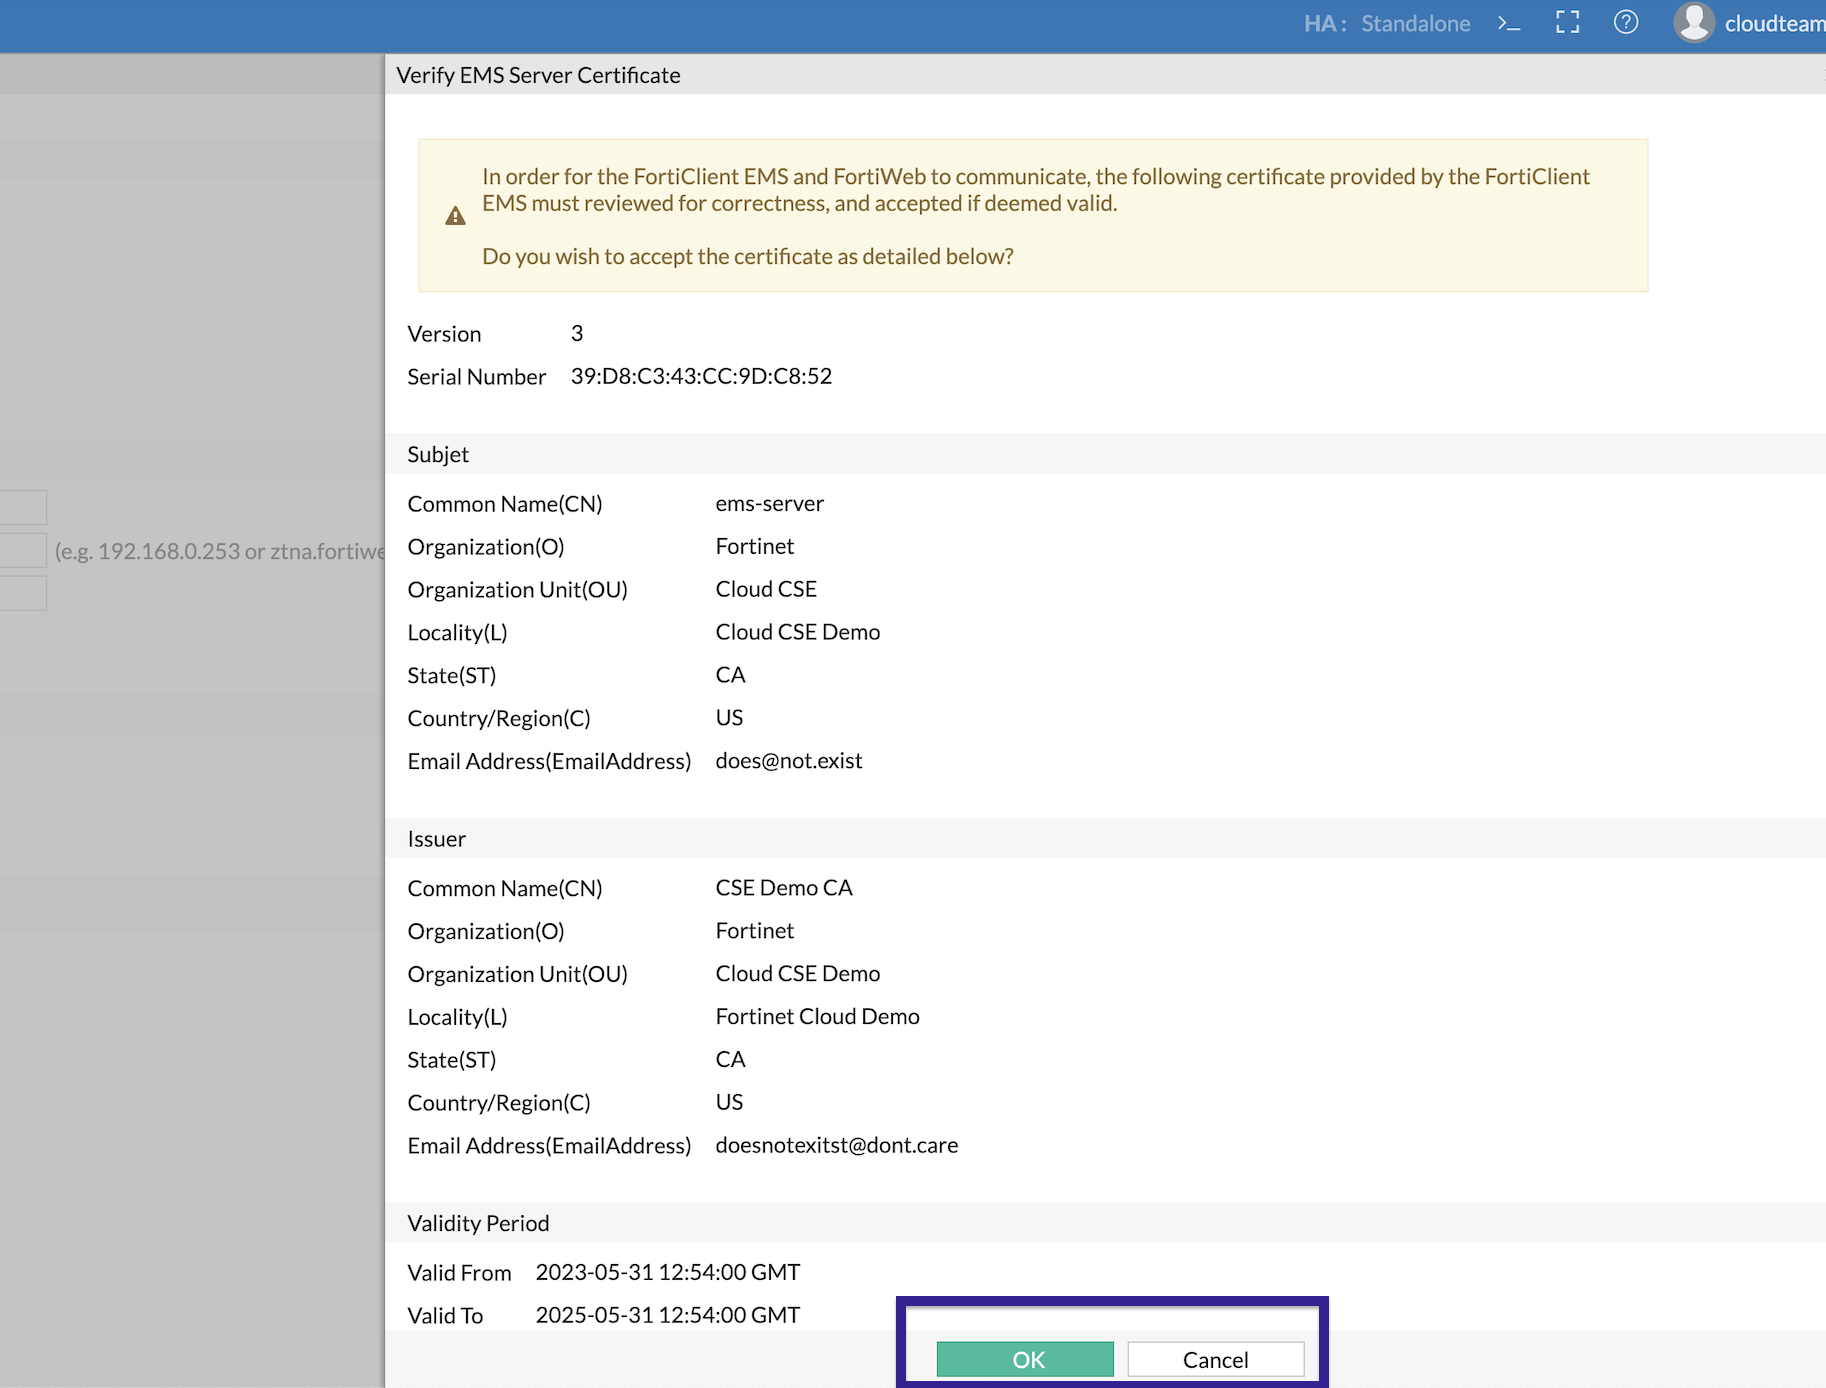 HA: Standalone >_ ? cloudteam
Verify EMS Server Certificate
In order for the FortiClient EMS and FortiWeb to communicate, the following certificate provided by the FortiClient
EMS must reviewed for correctness, and accepted if deemed valid.
Do you wish to accept the certificate as detailed below?
Version 3
Serial Number 39:D8:C3:43:CC:9D:C8:52
Subjet
Common Name(CN) ems-server
(e.g. 192.168.0.253 or ztna.fortiwe
Organization(O) Fortinet
Organization Unit(OU) Cloud CSE
Locality(L) Cloud CSE Demo
State(ST) CA
Country/Region(C) US
Email Address(EmailAddress) does@not.exist
Issuer
Common Name(CN) CSE Demo CA
Organization(O) Fortinet
Organization Unit(OU) Cloud CSE Demo
Locality(L) Fortinet Cloud Demo
State(ST) CA
Country/Region(C) US
Email Address(EmailAddress) doesnotexitst@dont.care
Validity Period
Valid From 2023-05-31 12:54:00 GMT
Valid To 2025-05-31 12:54:00 GMT
OK Cancel